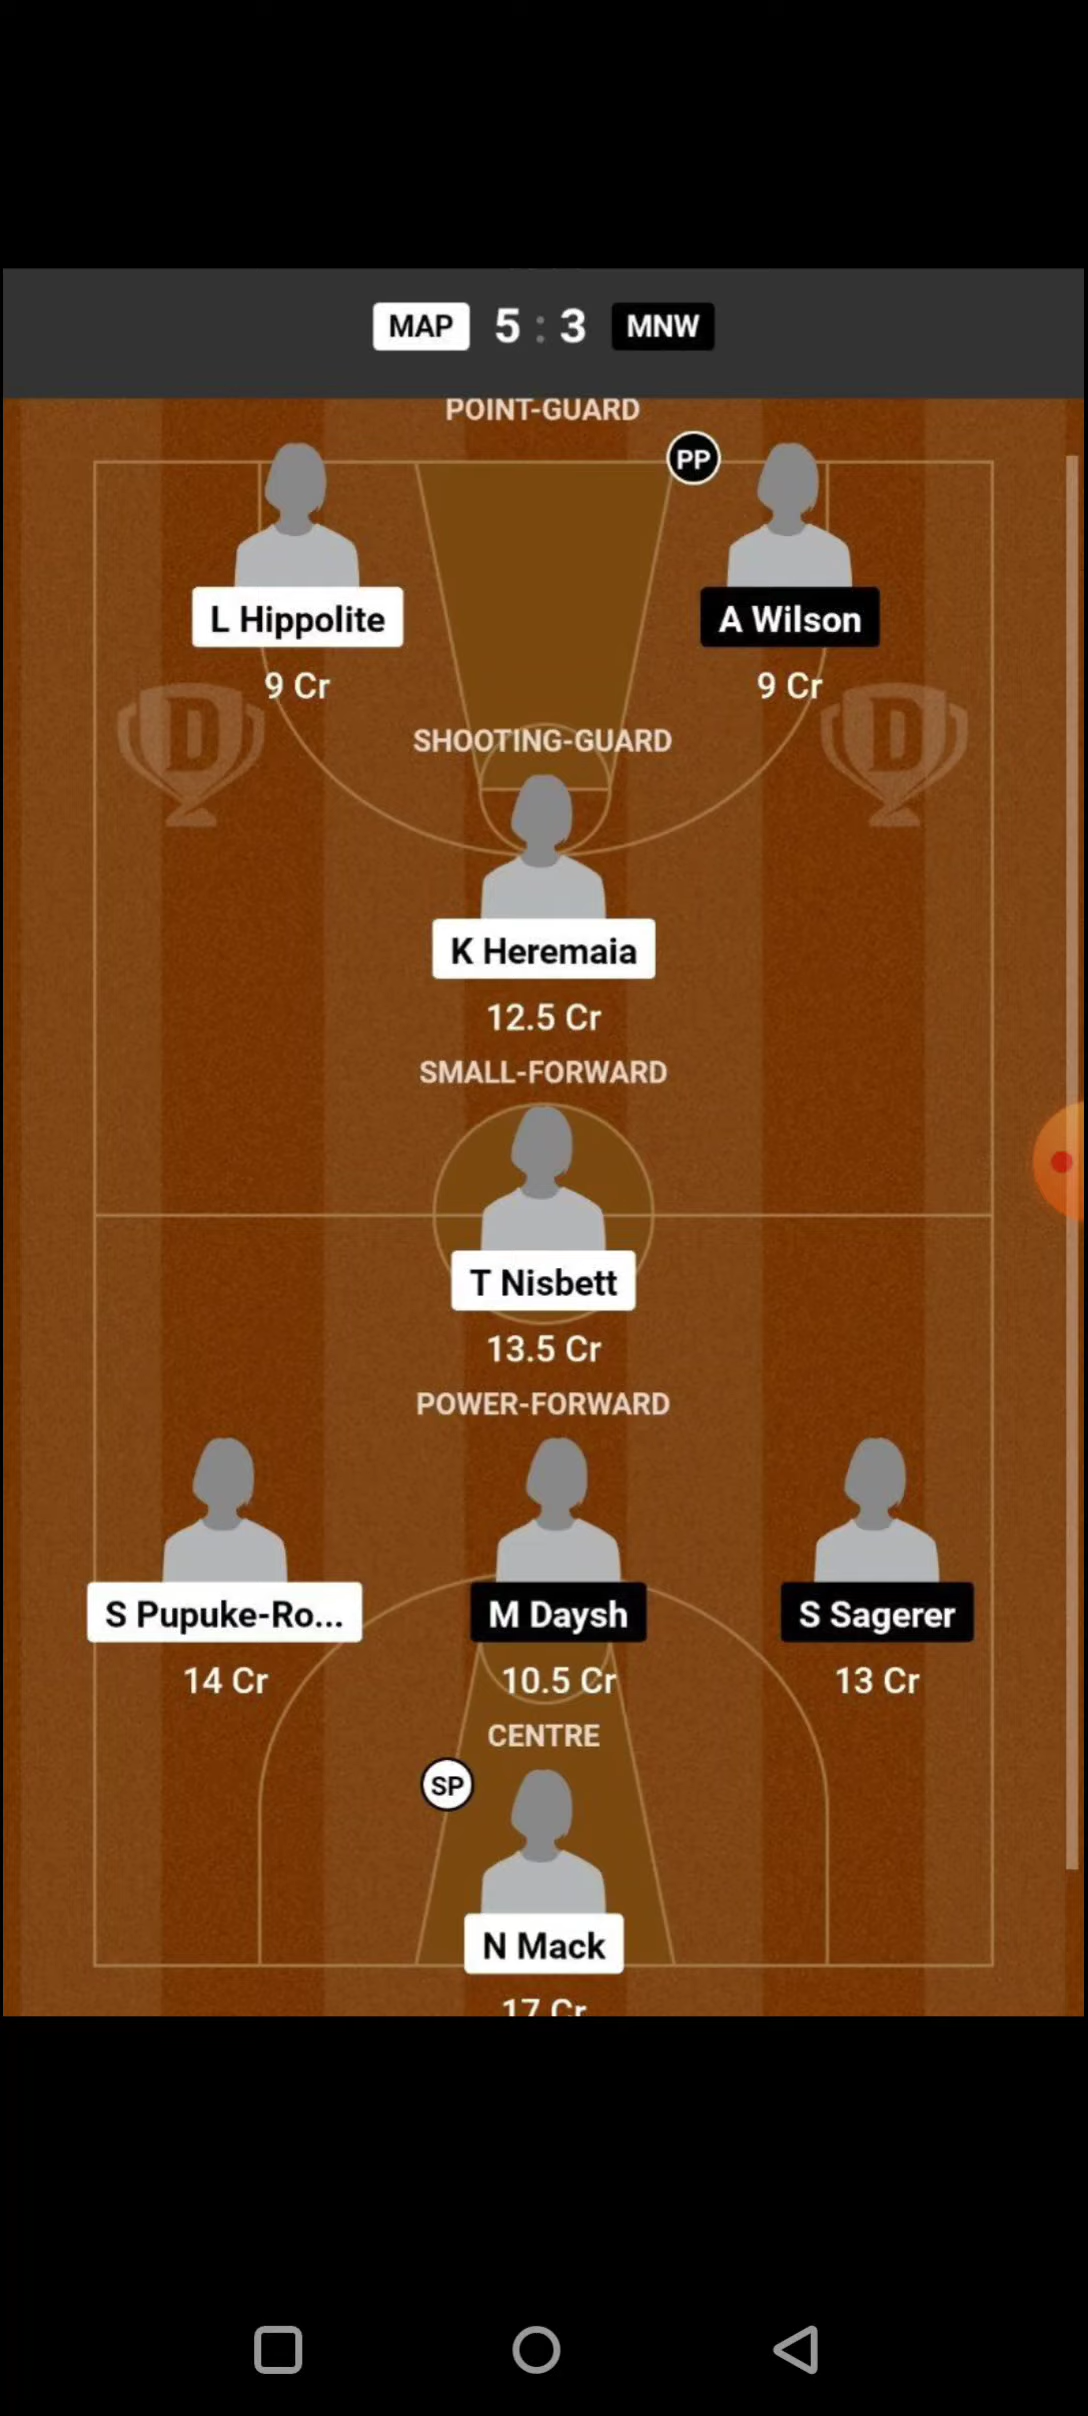 MAP 5 : 3 MNW
POINT-GUARD
PP
L Hippolite A Wilson
9 Cr 9 Cr
D D
SHOOTING-GUARD
K Heremaia
12.5 Cr
SMALL-FORWARD
T Nisbett
13.5 Cr
POWER-FORWARD
S Pupuke-Ro... M Daysh S Sagerer
14 Cr 10.5 Cr 13 Cr
CENTRE
SP
N Mack
17 Cr